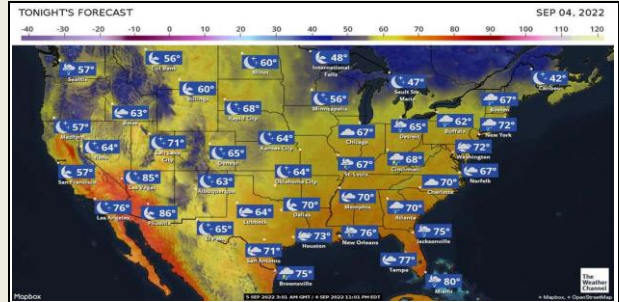 TONIGHT'S FORECAST
SEP 04, 2022
-40 -30 -20 -10 0 10 20 30 40 50 60 70 80 90 100 110 120
57°
Seattle
56°
Cut Bank
60°
Minot
48°
International
Falls
47°
Sault Ste
Marie
42°
Caribou
60°
Billings
68°
Rapid City
56°
Minneapolis
67°
Boston
63°
Boise
62°
Buffalo
72°
New York
57°
Medford
64°
Reno
71°
Salt Lake
City
65°
Denver
64°
Kansas City
67°
Chicago
65°
Detroit
72°
Washington
57°
San Francisco
85°
Las Vegas
63°
Albuquerque
64°
Oklahoma City
67°
St. Louis
68°
Cincinnati
67°
Norfolk
70°
Charlotte
76°
Los Angeles
86°
Phoenix
65°
El Paso
64°
Lubbock
70°
Dallas
70°
Memphis
70°
Atlanta
71°
San Antonio
73°
Houston
76°
New Orleans
75°
Jacksonville
75°
Brownsville
77°
Tampa
80°
Miami
The
Weather
Channel
Mapbox
5 SEP 2022 3:01 AM GMT / 4 SEP 2022 11:01 PM EDT
© Mapbox, © OpenStreetMap